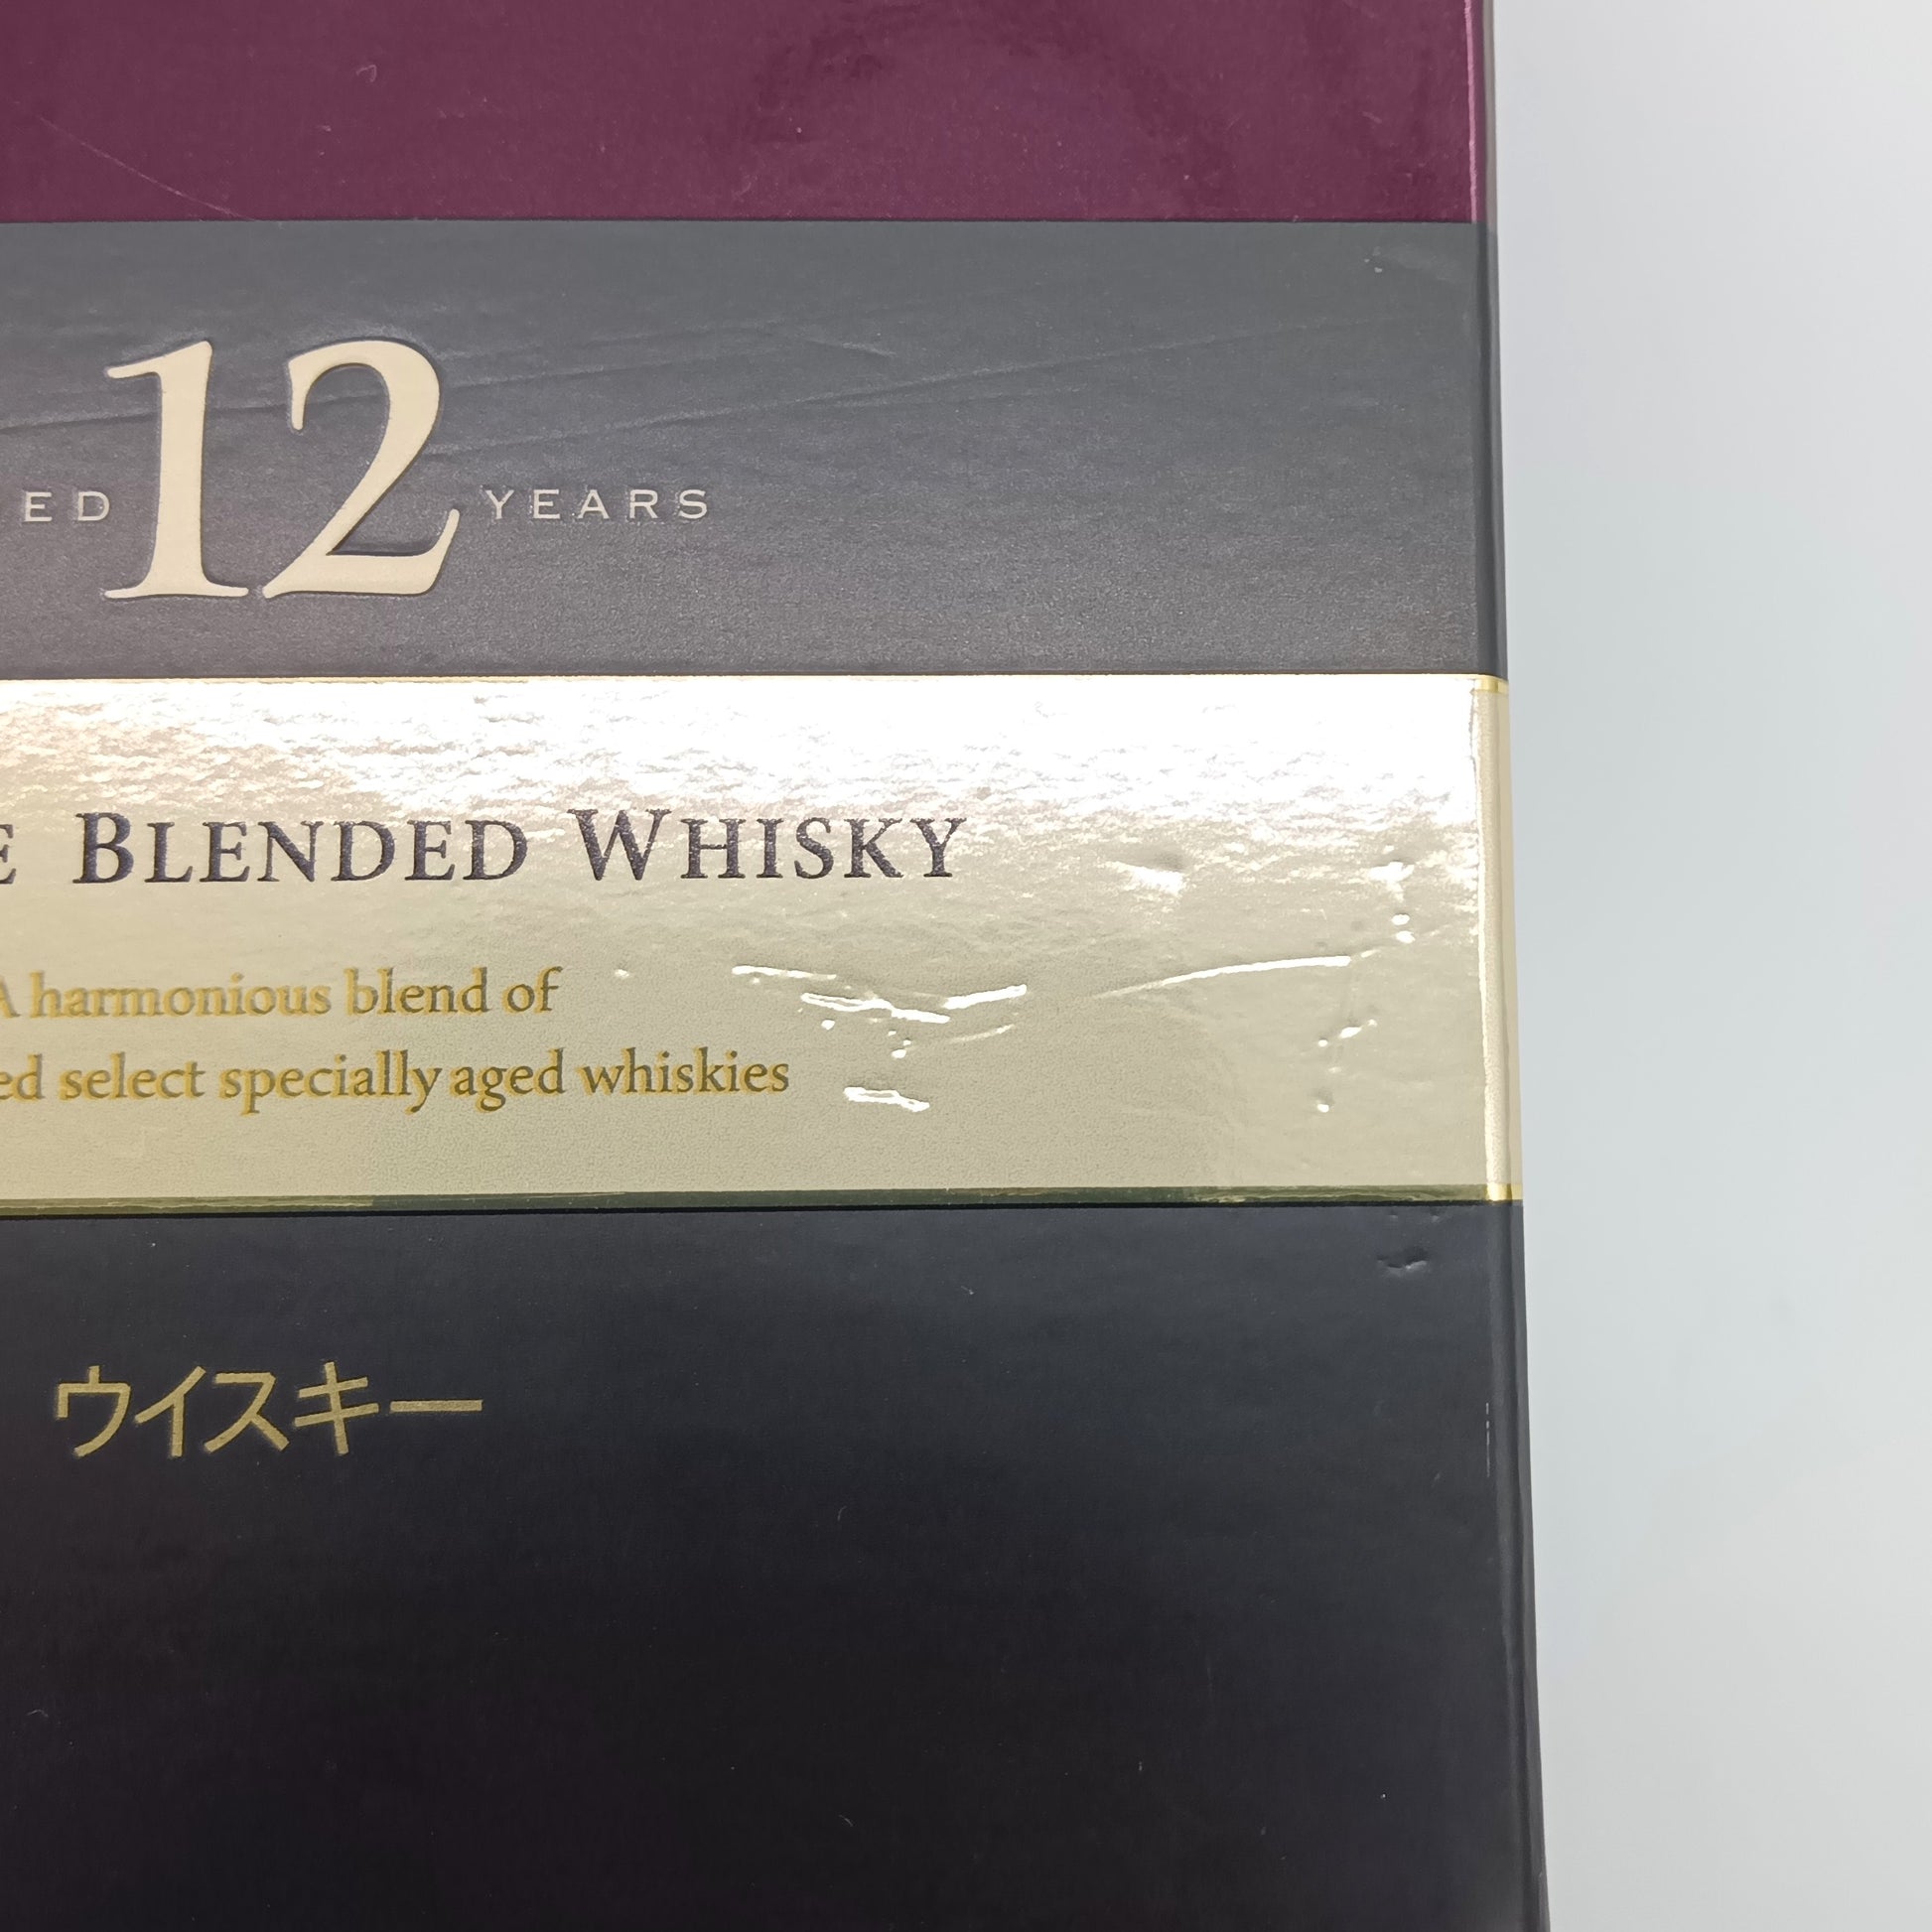 ED 12 YEARS
E BLENDED WHISKY
A harmonious blend of
ed select specially aged whiskies
ウイスキー